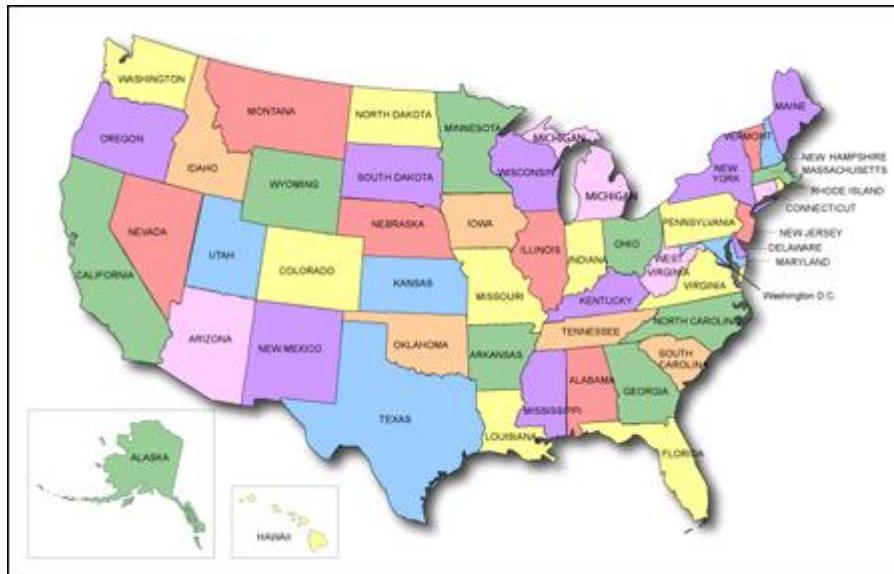 WASHINGTON
MONTANA
NORTH DAKOTA
MINNESOTA
MICHIGAN
MAINE
VERMONT
NEW HAMPSHIRE
MASSACHUSETTS
OREGON
IDAHO
WYOMING
SOUTH DAKOTA
WISCONSIN
MICHIGAN
NEW
YORK
RHODE ISLAND
CONNECTICUT
NEVADA
UTAH
COLORADO
NEBRASKA
IOWA
ILLINOIS
INDIANA
OHIO
PENNSYLVANIA
NEW JERSEY
DELAWARE
MARYLAND
CALIFORNIA
KANSAS
MISSOURI
KENTUCKY
WEST
VIRGINIA
VIRGINIA
Washington D.C.
ARIZONA
NEW MEXICO
OKLAHOMA
ARKANSAS
TENNESSEE
NORTH CAROLINA
SOUTH
CAROLINA
TEXAS
LOUISIANA
MISSISSIPPI
ALABAMA
GEORGIA
FLORIDA
ALASKA
HAWAII